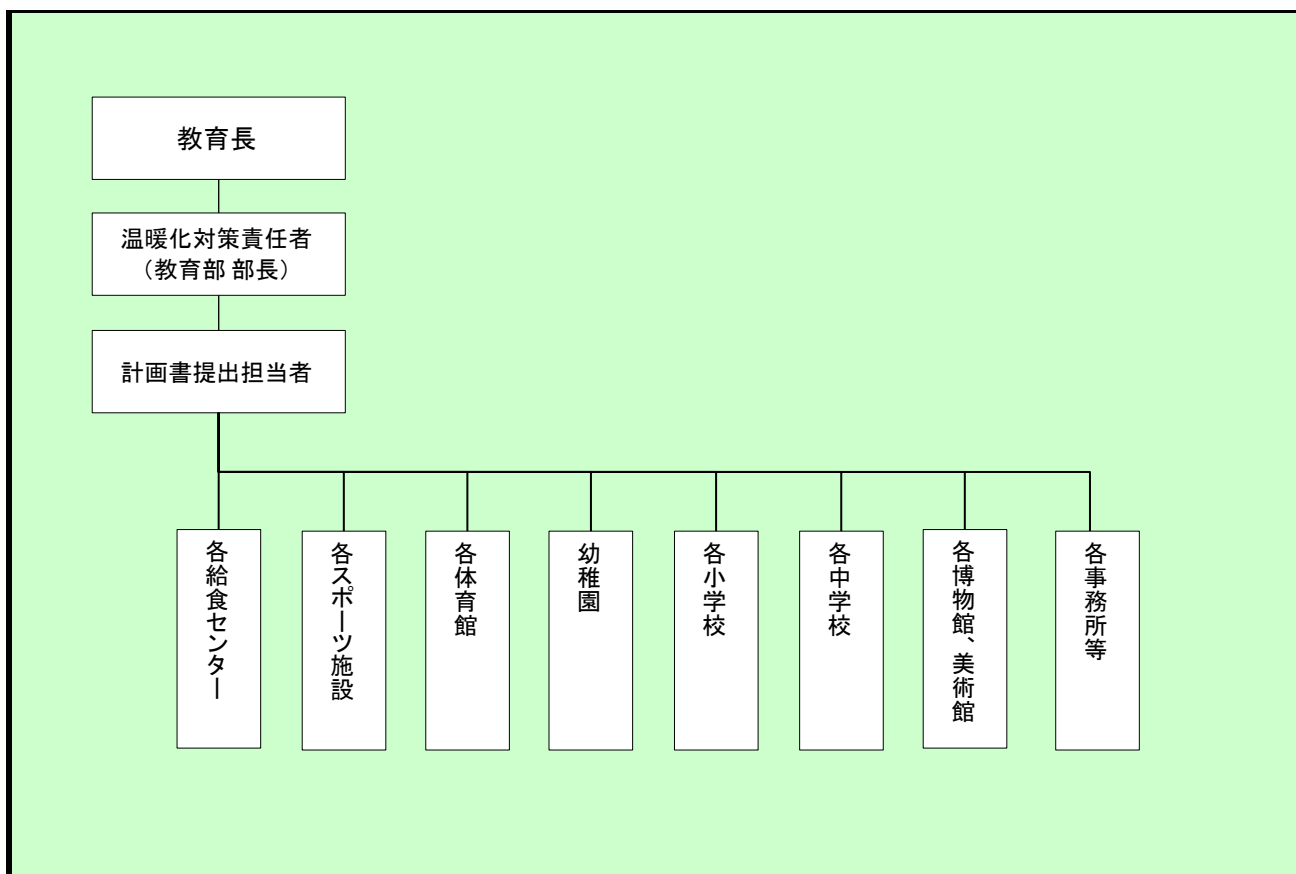 教育長
温暖化対策責任者
（教育部 部長）
計画書提出担当者
各給食センター
各スポーツ施設
各体育館
幼稚園
各小学校
各中学校
各博物館、美術館
各事務所等